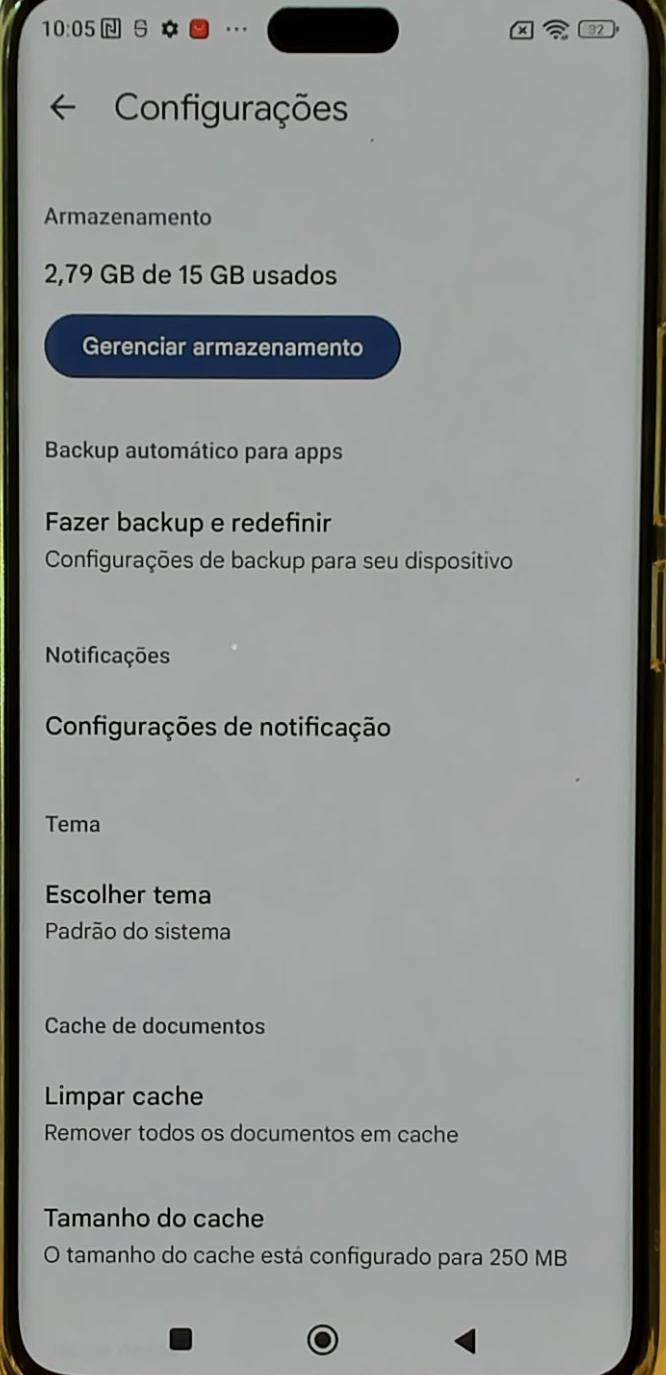 10:05
32
Configurações
Armazenamento
2,79 GB de 15 GB usados
Gerenciar armazenamento
Backup automático para apps
Fazer backup e redefinir
Configurações de backup para seu dispositivo
Notificações
Configurações de notificação
Tema
Escolher tema
Padrão do sistema
Cache de documentos
Limpar cache
Remover todos os documentos em cache
Tamanho do cache
O tamanho do cache está configurado para 250 MB